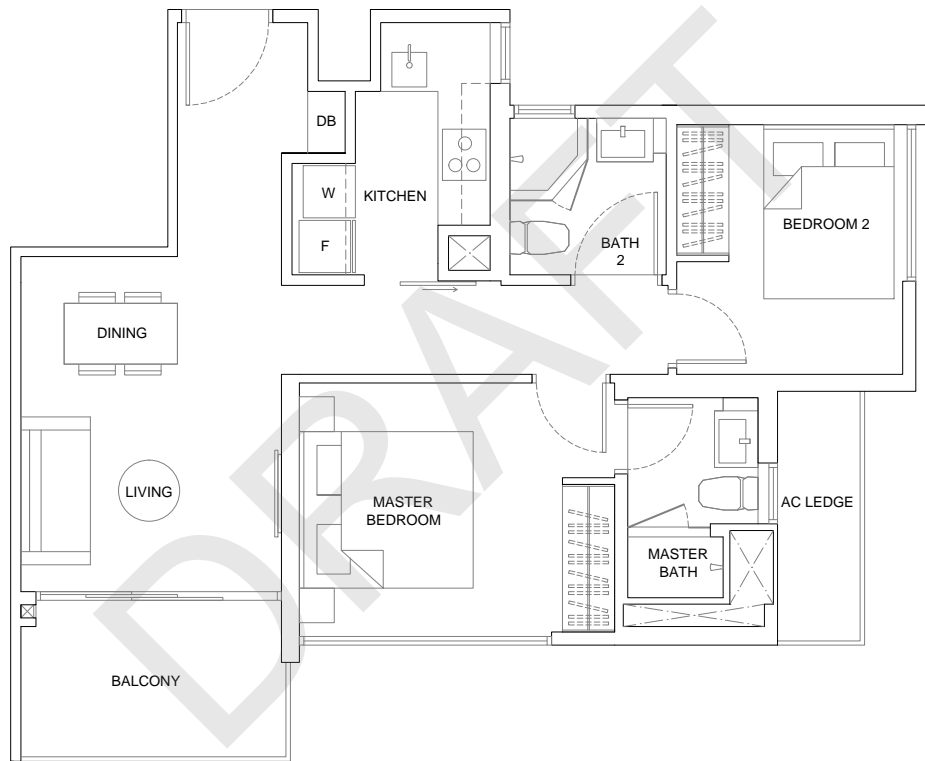 DB
W
KITCHEN
F
BATH
2
BEDROOM 2
DINING
LIVING
MASTER
BEDROOM
AC LEDGE
MASTER
BATH
BALCONY
DRAFT